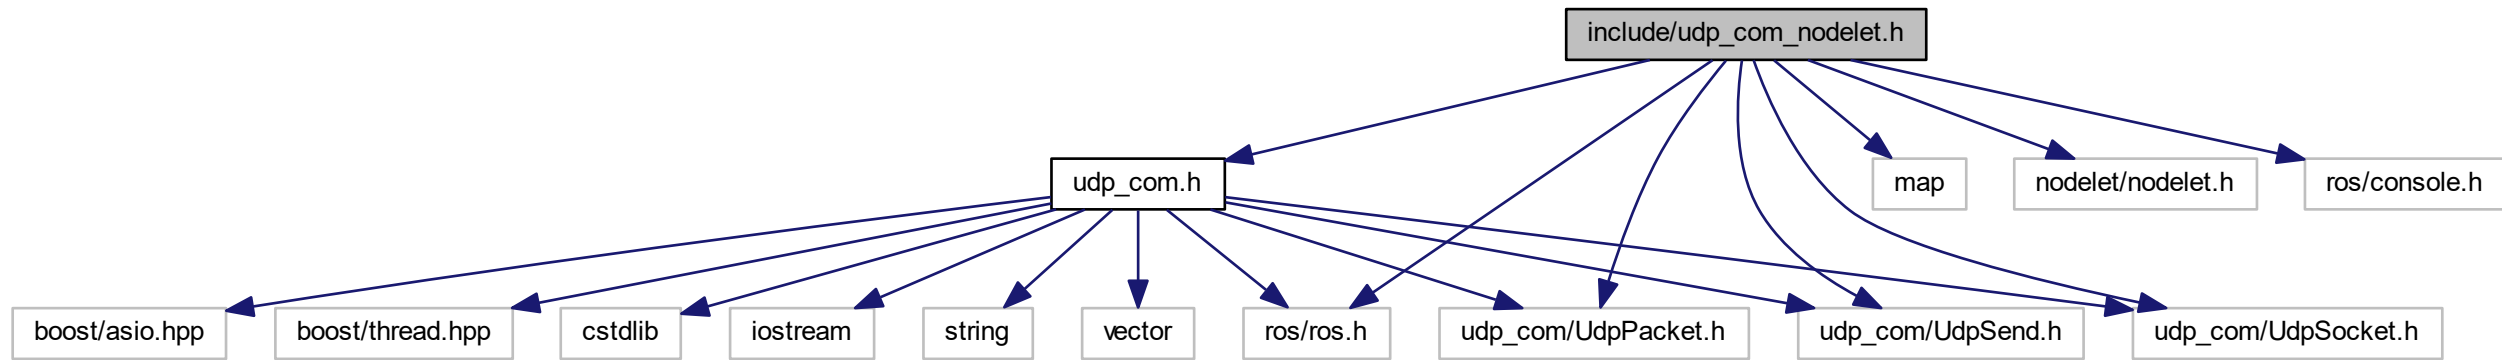 include/udp_com_nodelet.h
udp_com.h
map
nodelet/nodelet.h
ros/console.h
boost/asio.hpp
boost/thread.hpp
cstdlib
iostream
string
vector
ros/ros.h
udp_com/UdpPacket.h
udp_com/UdpSend.h
udp_com/UdpSocket.h